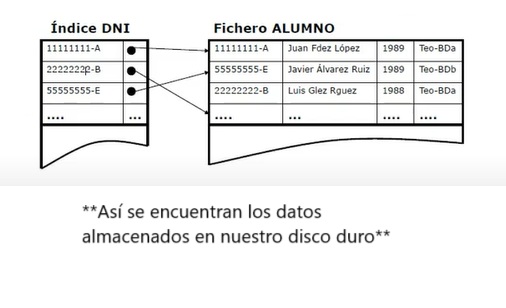 Índice DNI
Fichero ALUMNO
11111111-A
11111111-A Juan Fdez López 1989 Teo-BDa
22222222-B
55555555-E Javier Álvarez Ruiz 1989 Teo-BDb
55555555-E
22222222-B Luis Glez Rguez 1988 Teo-BDa
.... ...
.... ... .... ....
**Así se encuentran los datos
almacenados en nuestro disco duro**